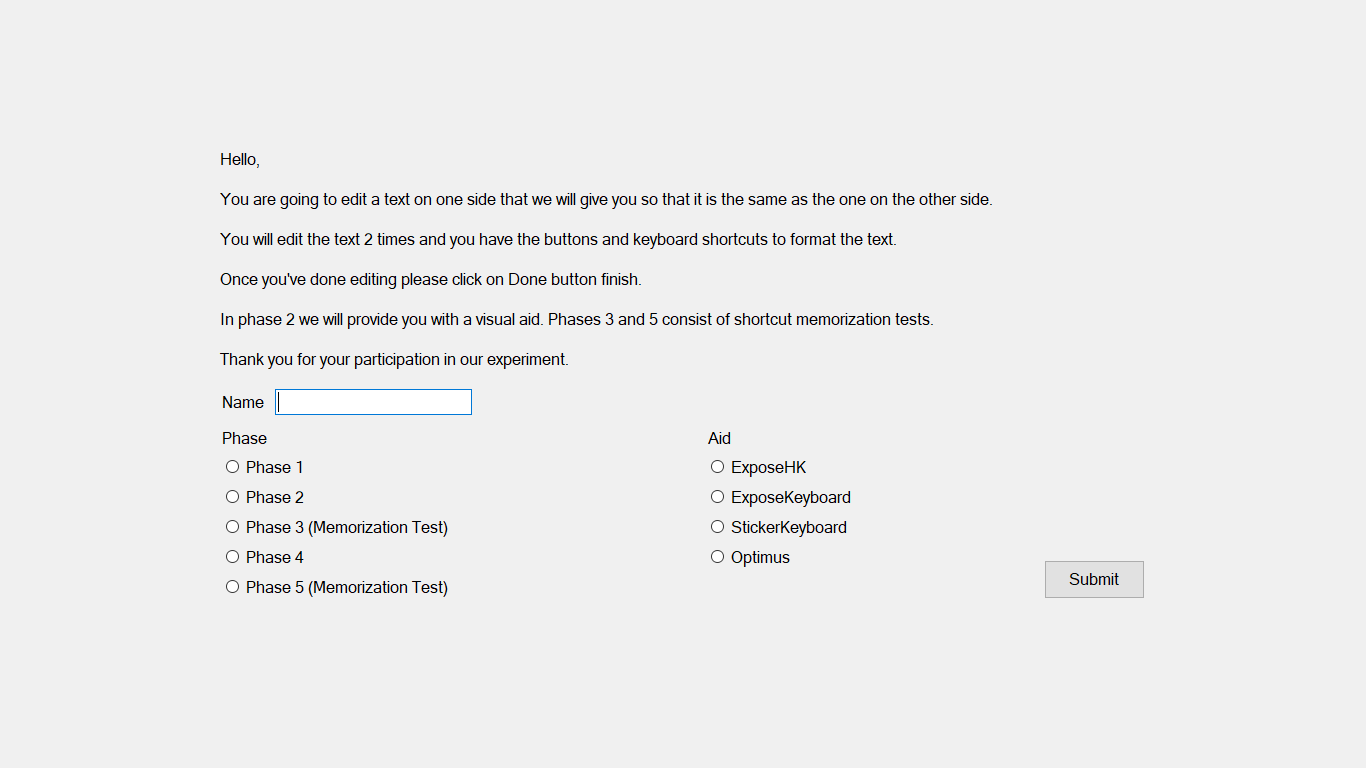 Hello,
You are going to edit a text on one side that we will give you so that it is the same as the one on the other side.
You will edit the text 2 times and you have the buttons and keyboard shortcuts to format the text.
Once you've done editing please click on Done button finish.
In phase 2 we will provide you with a visual aid. Phases 3 and 5 consist of shortcut memorization tests.
Thank you for your participation in our experiment.
Name
Phase
Phase 1
Phase 2
Phase 3 (Memorization Test)
Phase 4
Phase 5 (Memorization Test)
Aid
ExposeHK
ExposeKeyboard
StickerKeyboard
Optimus
Submit